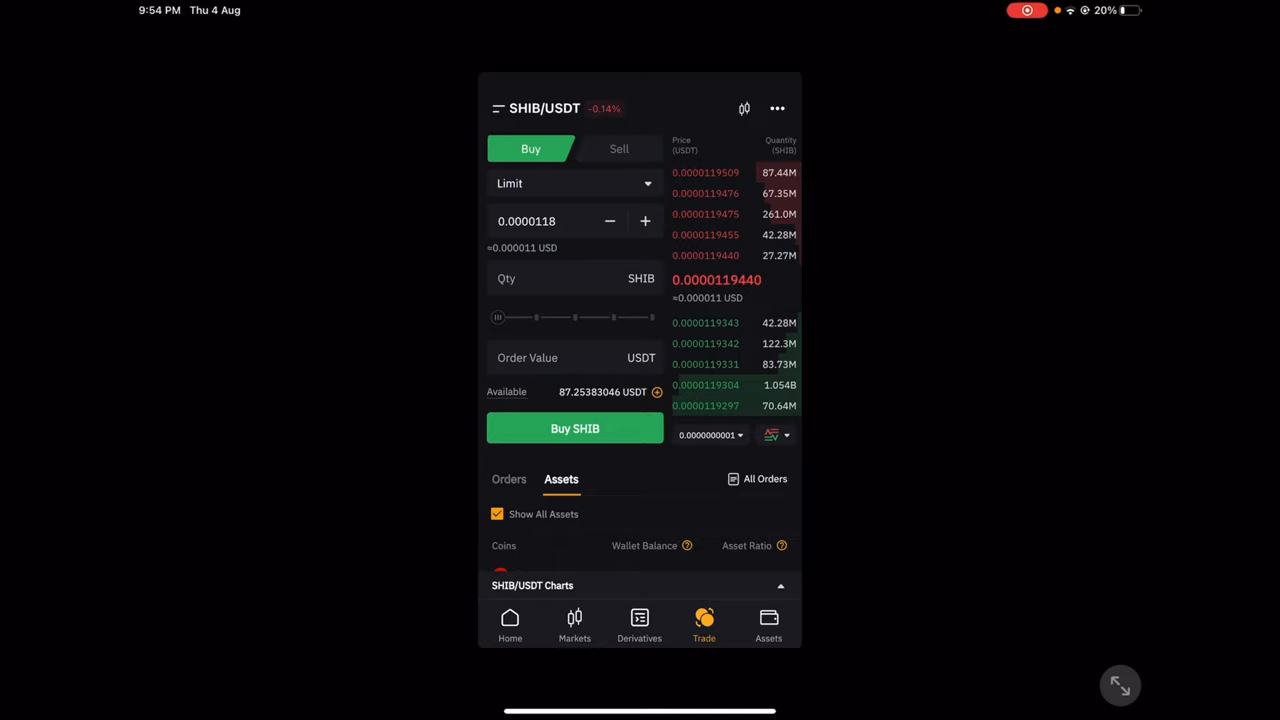 9:54 PM Thu 4 Aug
20%
SHIB/USDT -0.14%
Buy
Sell
Limit
0.0000118
≈0.000011 USD
Qty SHIB
Order Value USDT
Available 87.25383046 USDT
Buy SHIB
Price (USDT)
Quantity (SHIB)
0.0000119509 87.44M
0.0000119476 67.35M
0.0000119475 261.0M
0.0000119455 42.28M
0.0000119440 27.27M
0.0000119440
≈0.000011 USD
0.0000119343 42.28M
0.0000119342 122.3M
0.0000119331 83.73M
0.0000119304 1.054B
0.0000119297 70.64M
0.0000000001
Orders Assets All Orders
Show All Assets
Coins Wallet Balance Asset Ratio
SHIB/USDT Charts
Home Markets Derivatives Trade Assets